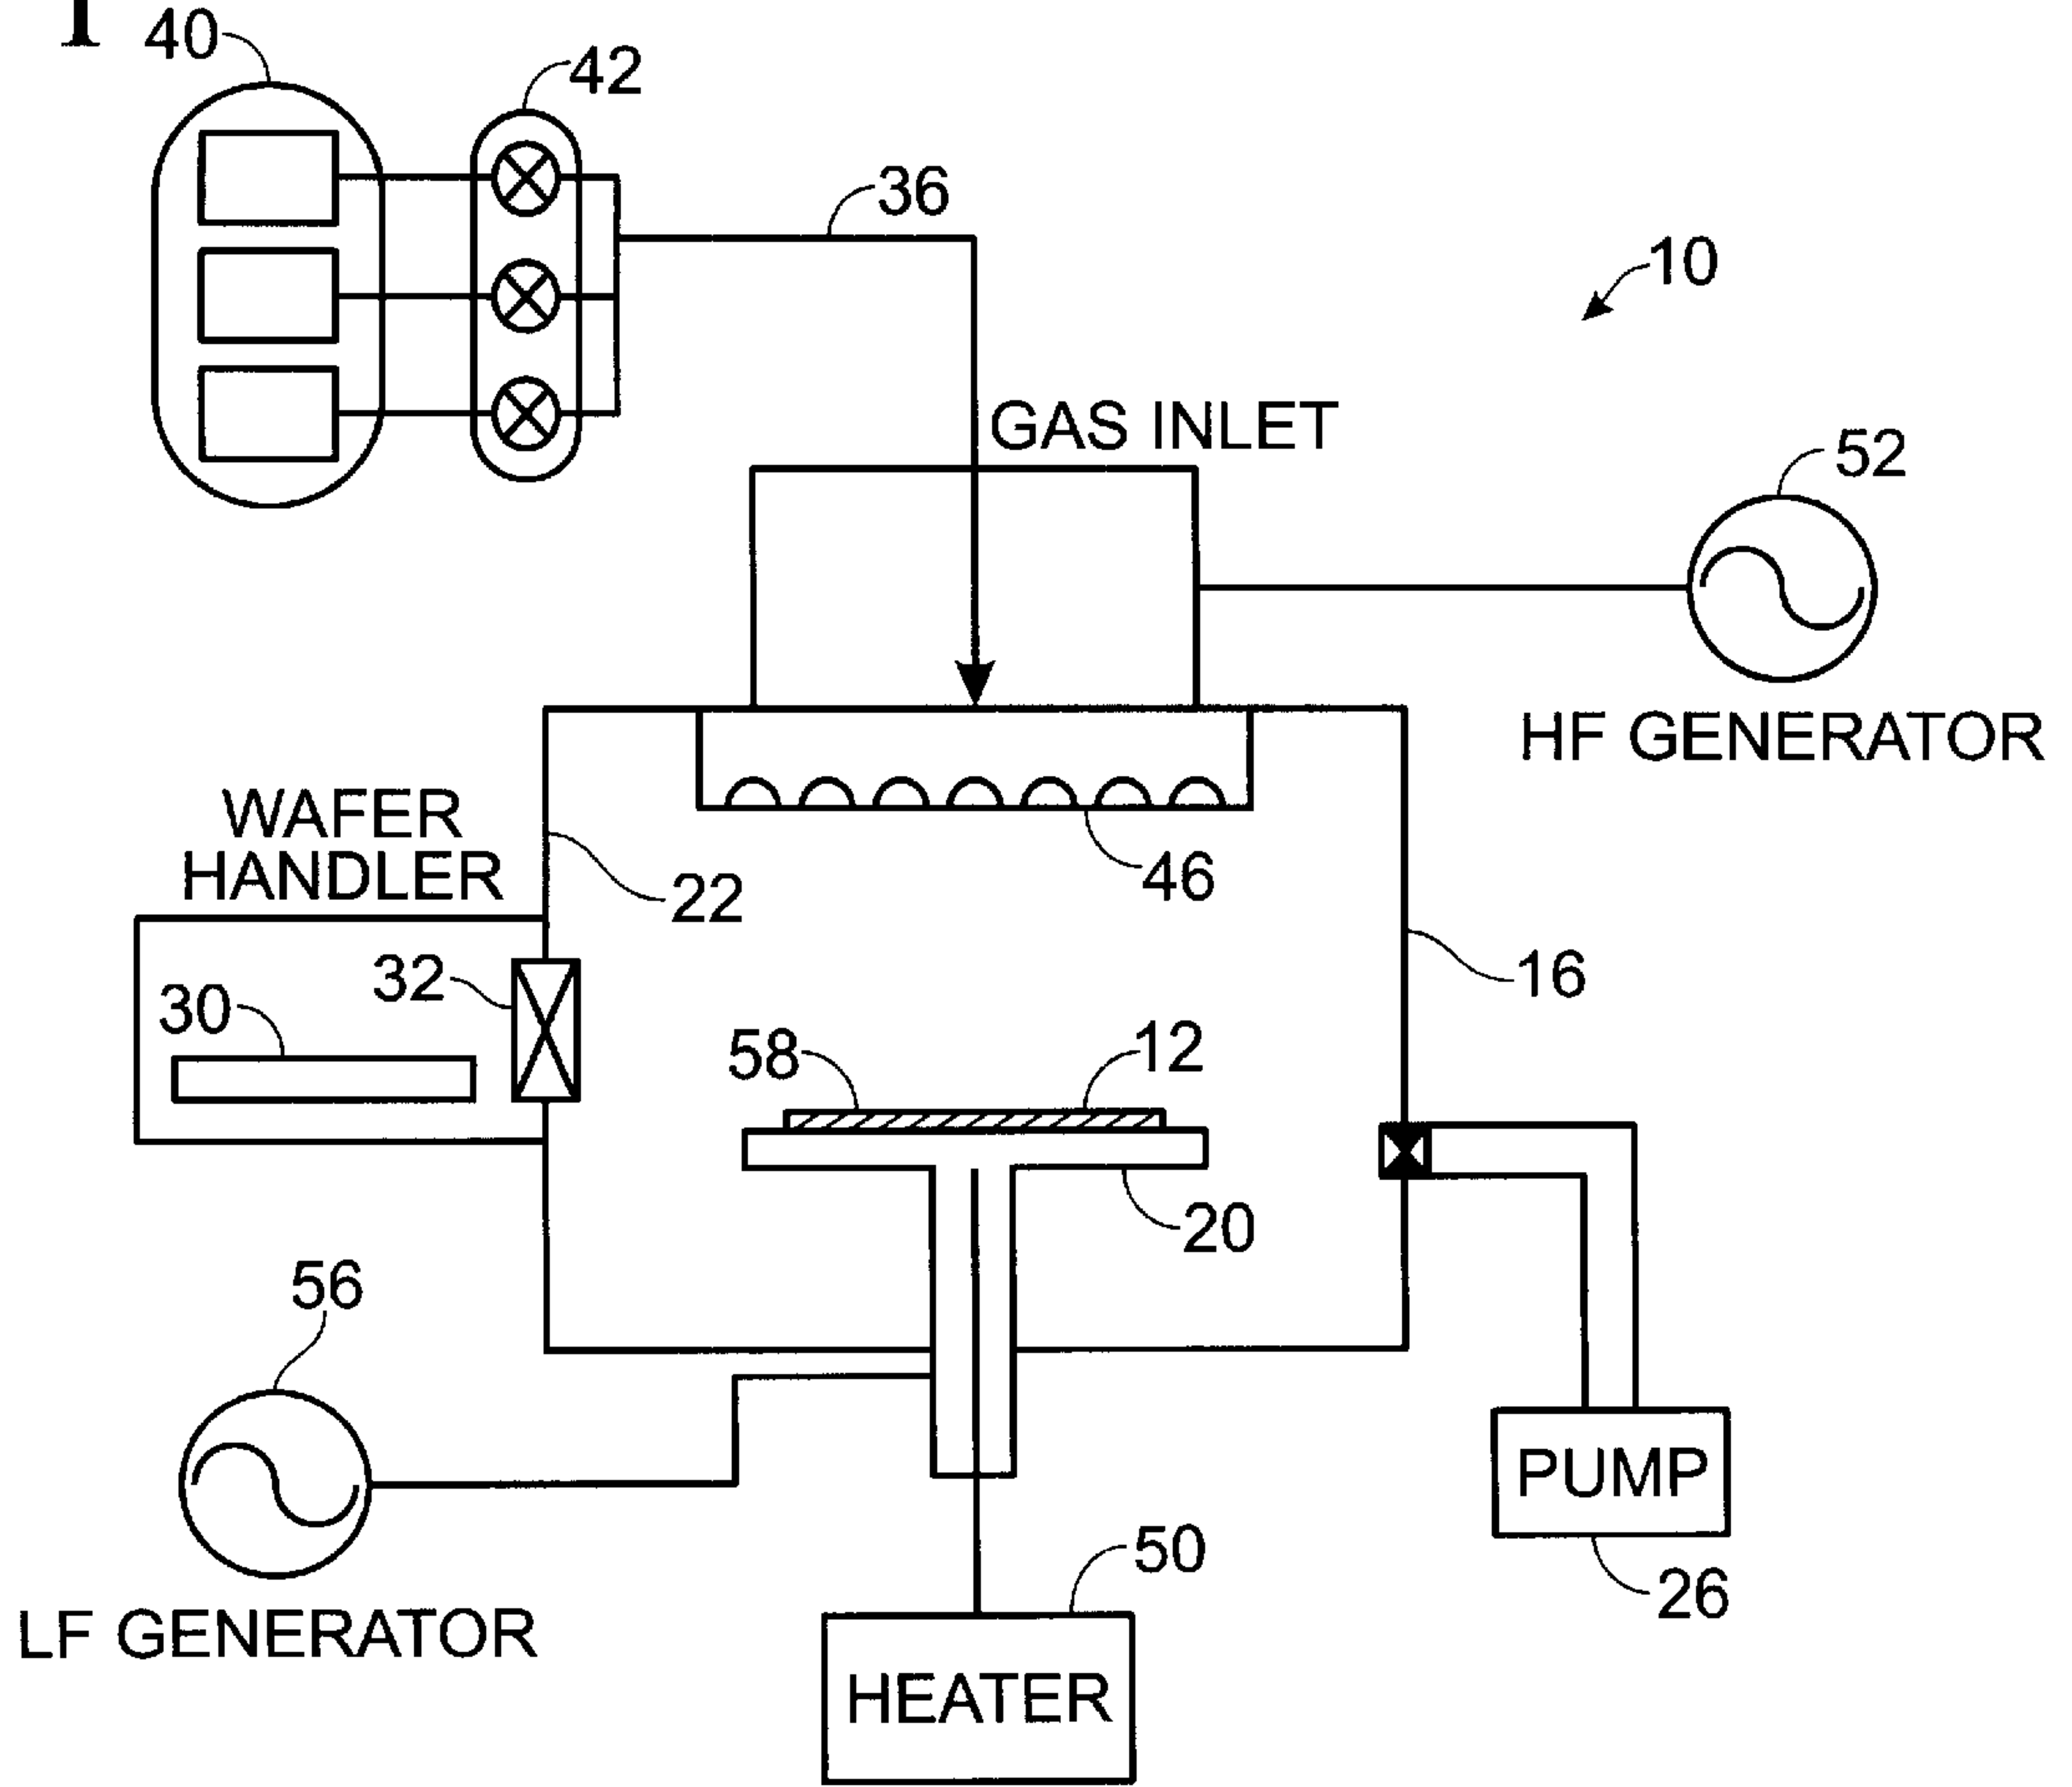 40
42
36
10
GAS INLET
52
HF GENERATOR
WAFER
HANDLER
22
46
32
16
30
58
12
20
56
50
PUMP
26
LF GENERATOR
HEATER